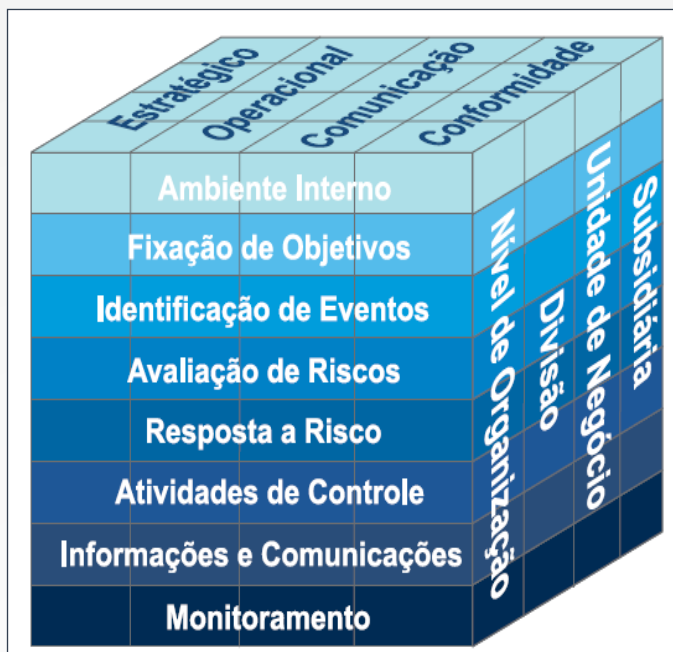 Estratégico
Operacional
Comunicação
Conformidade
Ambiente Interno
Fixação de Objetivos
Identificação de Eventos
Avaliação de Riscos
Resposta a Risco
Atividades de Controle
Informações e Comunicações
Monitoramento
Nível de Organização
Divisão
Unidade de Negócio
Subsidiária